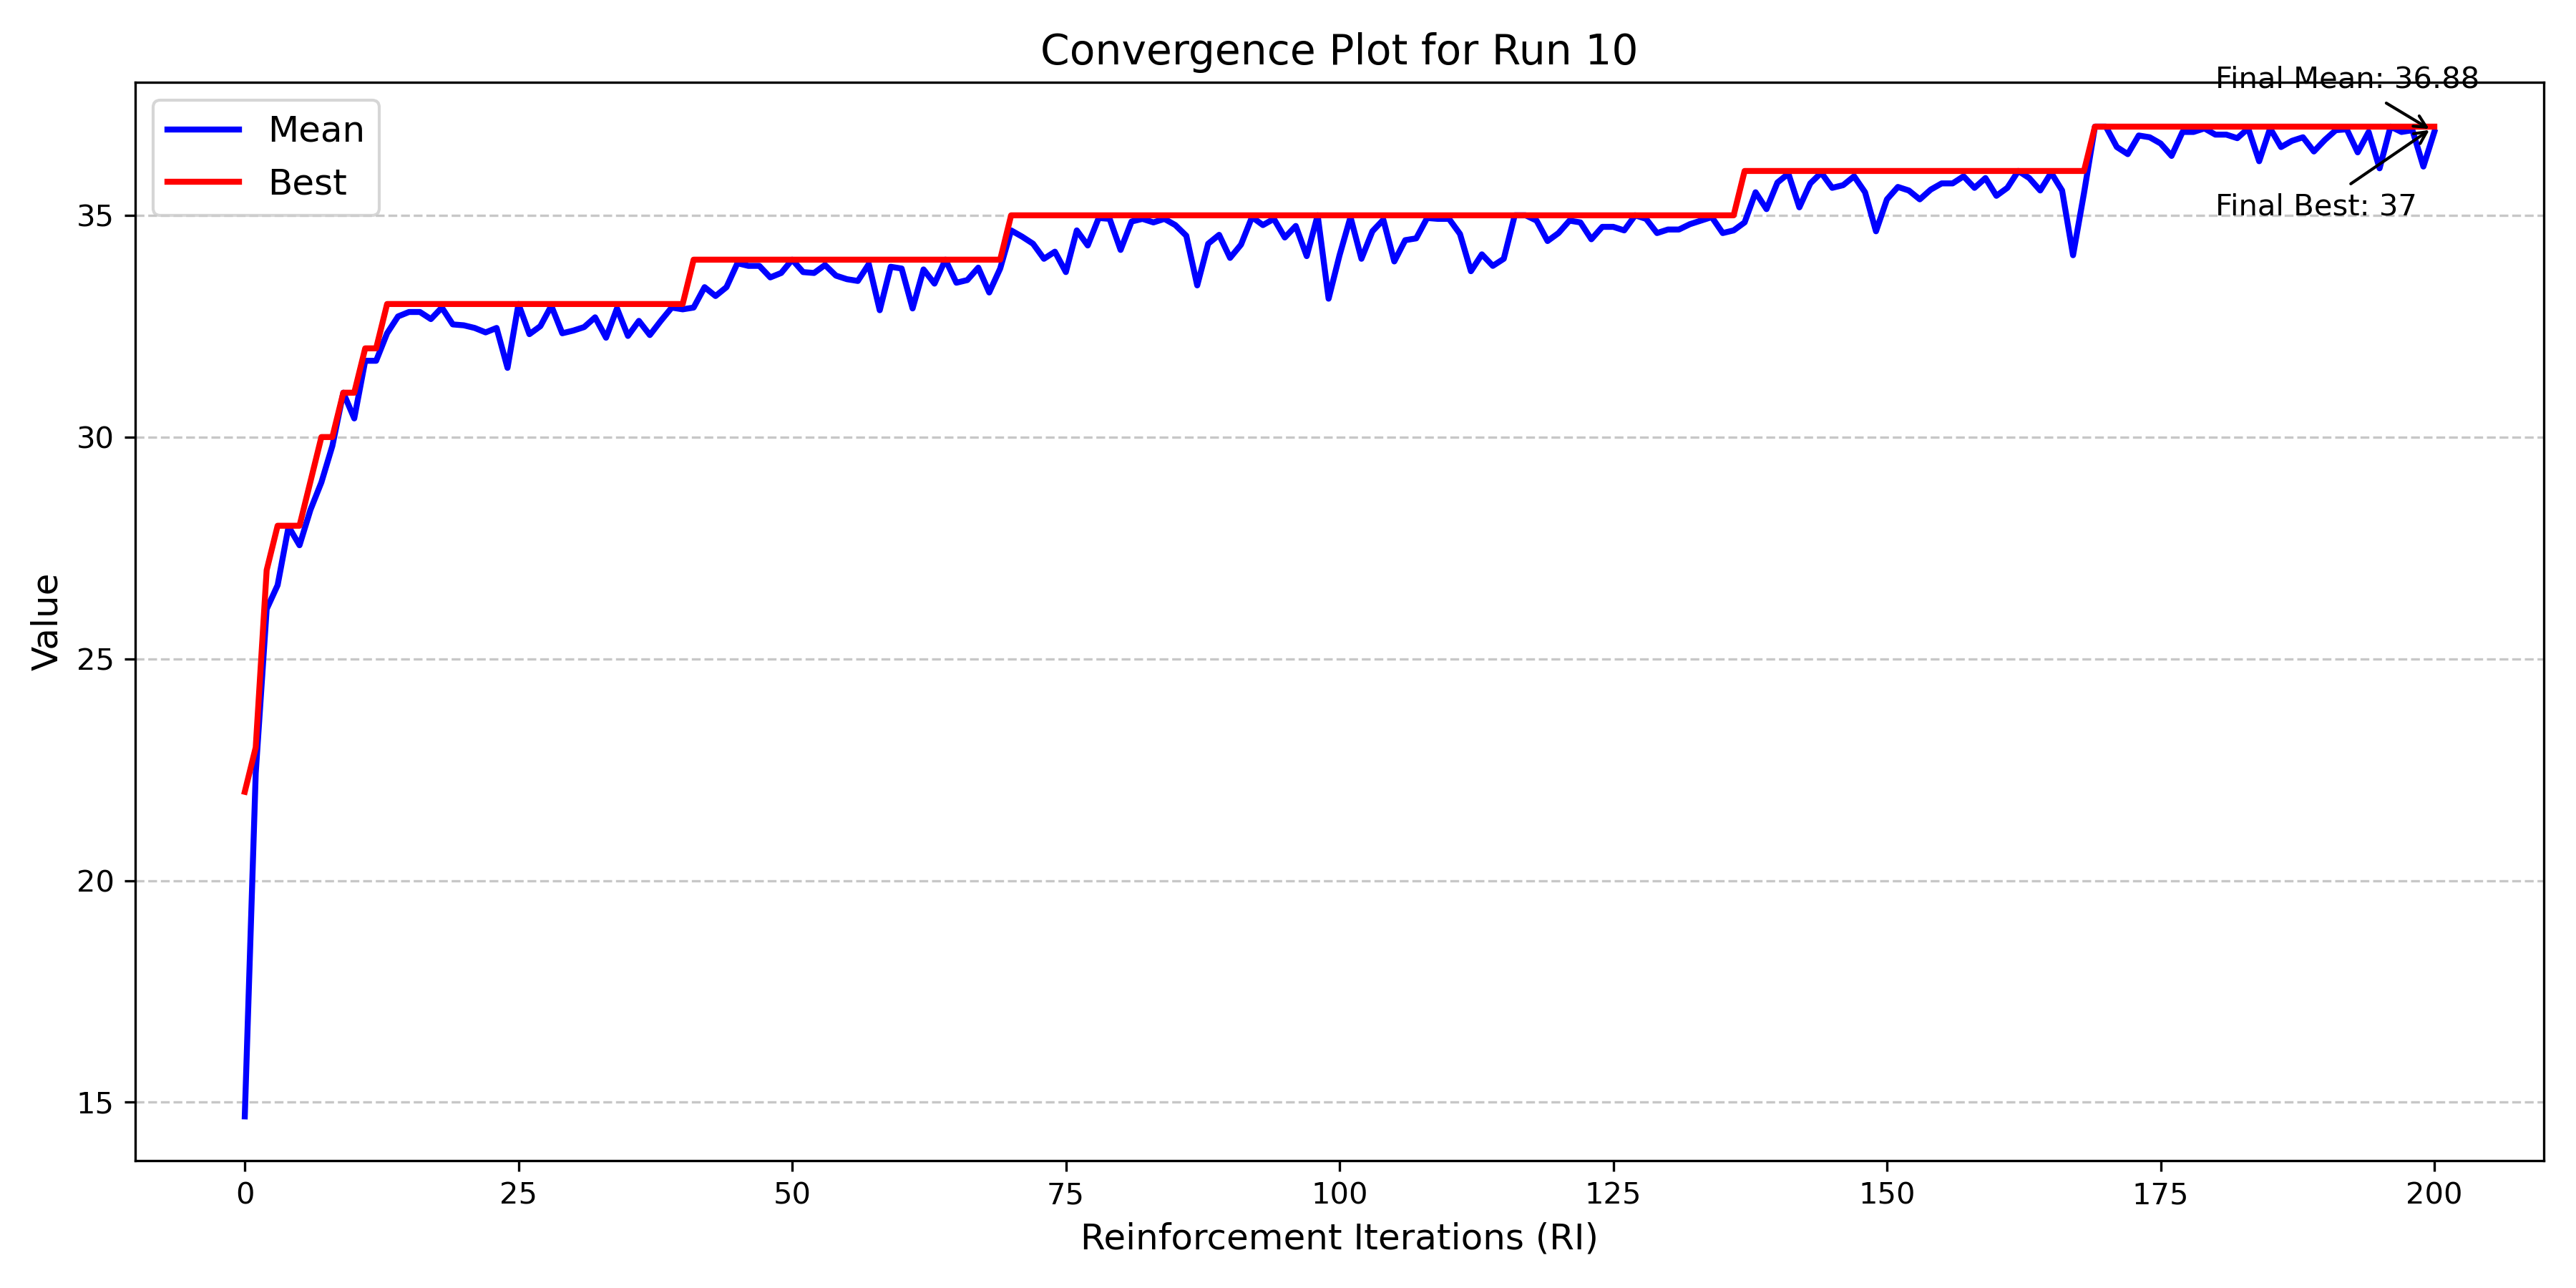 Convergence Plot for Run 10
Final Mean: 36.88
Mean
Best
Final Best: 37
35
30
25
20
15
Value
0 25 50 75 100 125 150 175 200
Reinforcement Iterations (RI)